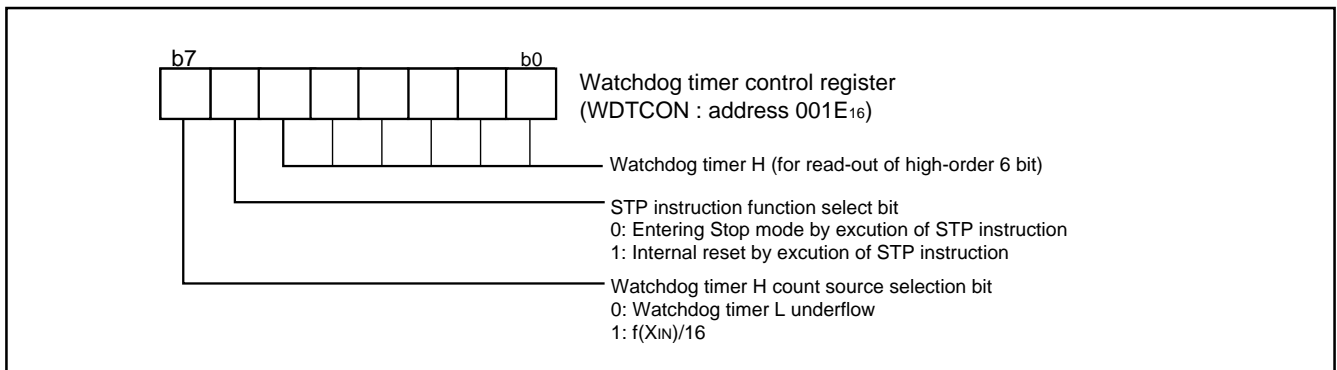 b7
b0
Watchdog timer control register
(WDTCON : address 001E16)
Watchdog timer H (for read-out of high-order 6 bit)
STP instruction function select bit
0: Entering Stop mode by excution of STP instruction
1: Internal reset by excution of STP instruction
Watchdog timer H count source selection bit
0: Watchdog timer L underflow
1: f(XIN)/16